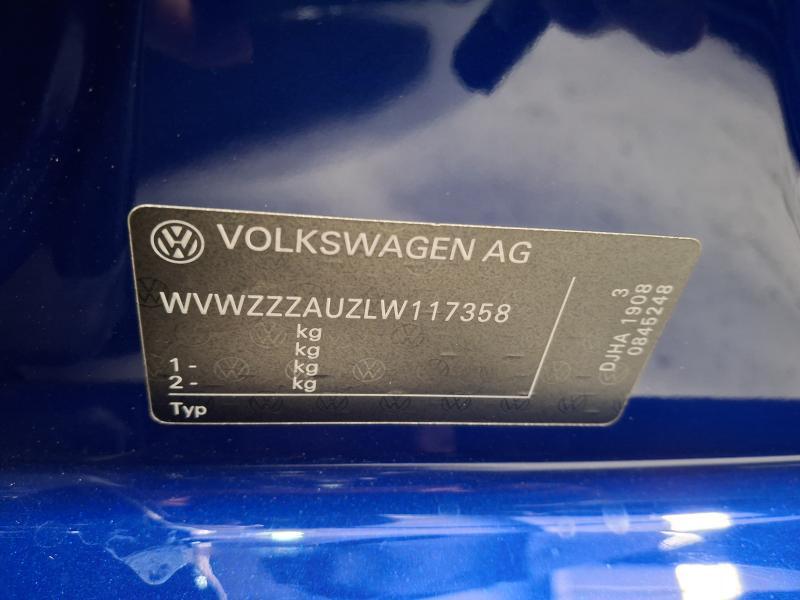 VOLKSWAGEN AG
WVWZZZAUZLW117358
kg
kg
1 - kg
2 - kg
Typ
3
DJHA 1908
0845248